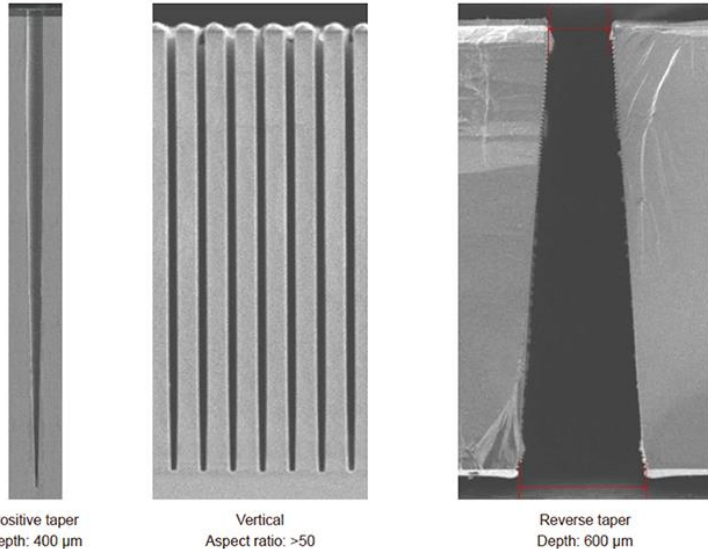 ositive taper
epth: 400 µm
Vertical
Aspect ratio: >50
Reverse taper
Depth: 600 µm